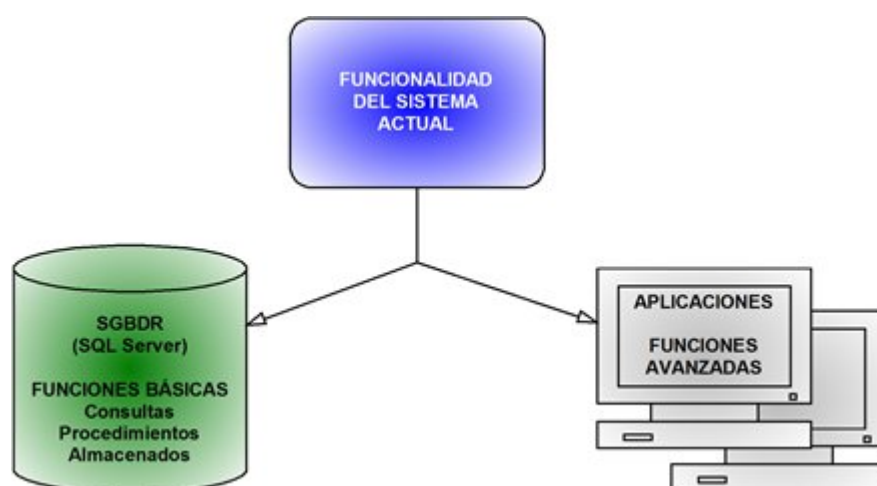 FUNCIONALIDAD
DEL SISTEMA
ACTUAL
SGBDR
(SQL Server)
FUNCIONES BÁSICAS
Consultas
Procedimientos
Almacenados
APLICACIONES
FUNCIONES
AVANZADAS